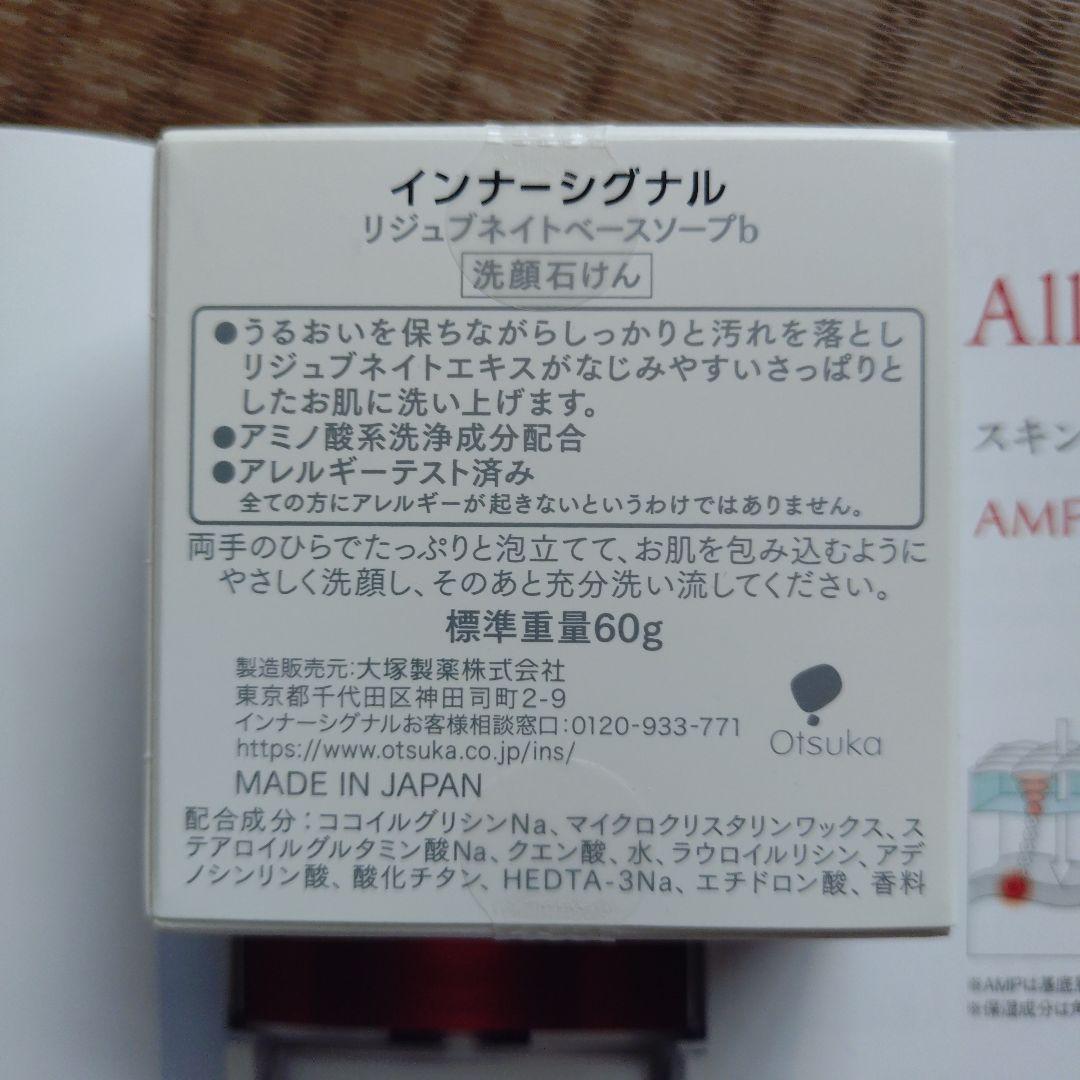 インナーシグナル
リジュブネイトベースソープb
洗顔石けん
●うるおいを保ちながらしっかりと汚れを落とし
リジュブネイトエキスがなじみやすいさっぱりと
したお肌に洗い上げます。
●アミノ酸系洗浄成分配合
●アレルギーテスト済み
全ての方にアレルギーが起きないというわけではありません。
両手のひらでたっぷりと泡立てて、お肌を包み込むように
やさしく洗顔し、そのあと充分洗い流してください。
標準重量60g
製造販売元:大塚製薬株式会社
東京都千代田区神田司町2-9
インナーシグナルお客様相談窓口:0120-933-771
https://www.otsuka.co.jp/ins/
MADE IN JAPAN
Otsuka
配合成分:ココイルグリシンNa、マイクロクリスタリンワックス、ス
テアロイルグルタミン酸Na、クエン酸、水、ラウロイルリシン、アデ
ノシンリン酸、酸化チタン、HEDTA-3Na、エチドロン酸、香料
All
スキン
AMP
※AMPは基底
※保湿成分は角